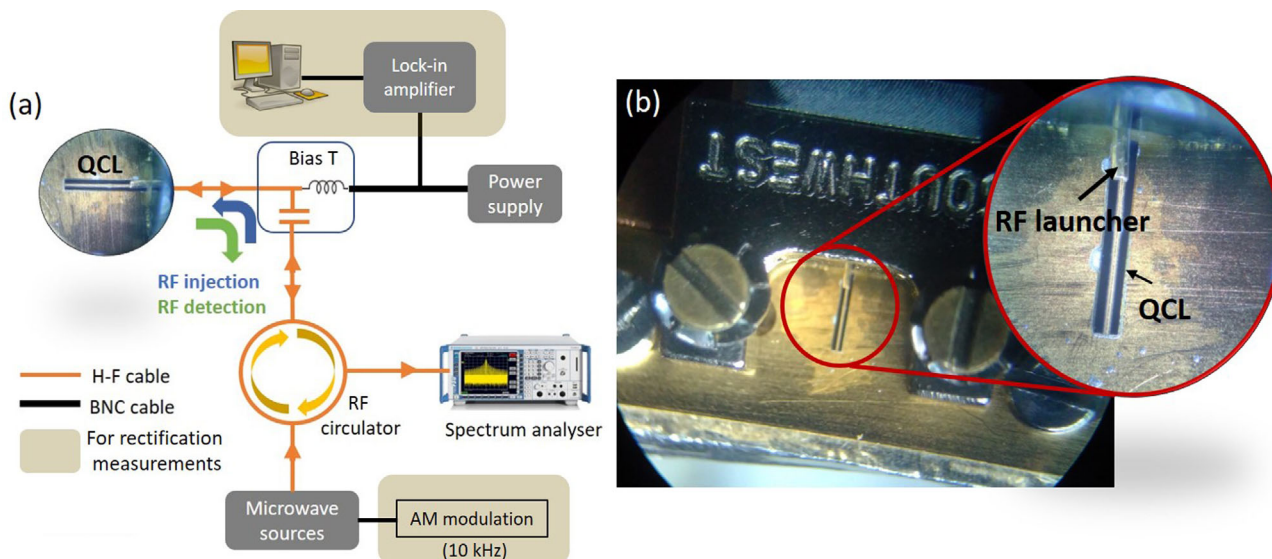 (a)
Lock-in
amplifier
QCL
Bias T
Power
supply
RF injection
RF detection
H-F cable
BNC cable
For rectification
measurements
RF
circulator
Spectrum analyser
Microwave
sources
AM modulation
(10 kHz)
(b)
OUTHWEST
RF launcher
QCL